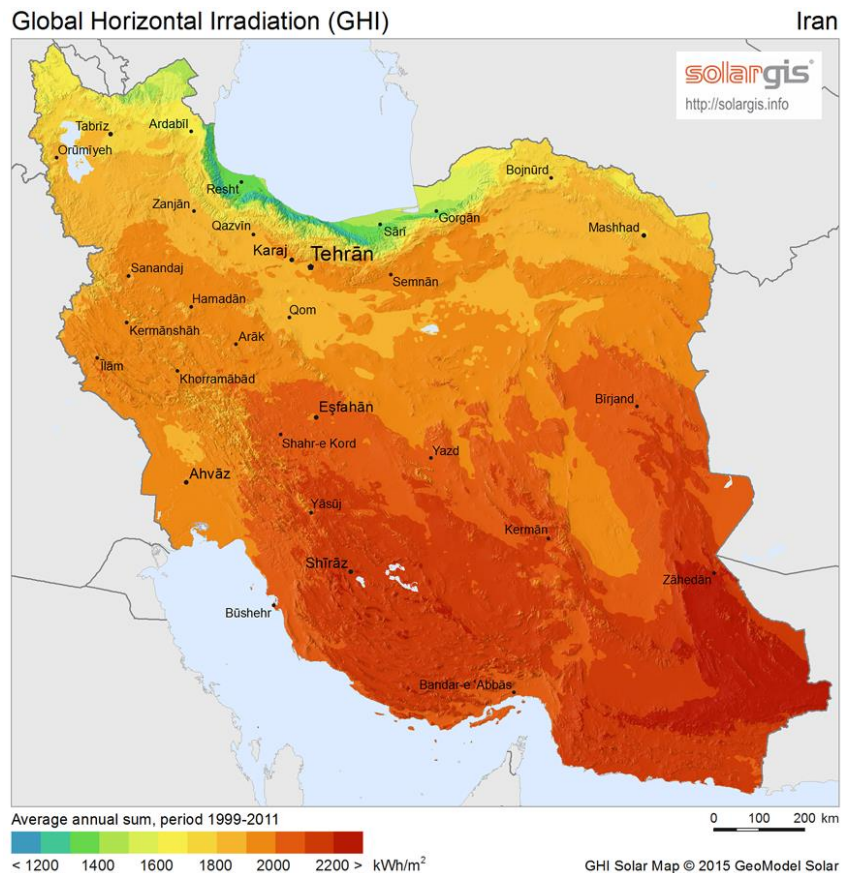 Global Horizontal Irradiation (GHI)
Iran
solargis®
http://solargis.info
Tabrīz
Ardabīl
Orūmīyeh
Resht
Bojnūrd
Zanjān
Gorgān
Qazvīn
Sārī
Mashhad
Karaj
Tehrān
Sanandaj
Semnān
Hamadān
Qom
Kermānshāh
Arāk
Īlām
Khorramābād
Bīrjand
Eşfahān
Shahr-e Kord
Yazd
Ahvāz
Yāsūj
Kermān
Shīrāz
Zāhedān
Būshehr
Bandar-e 'Abbās
Average annual sum, period 1999-2011
0 100 200 km
< 1200 1400 1600 1800 2000 2200 > kWh/m²
GHI Solar Map © 2015 GeoModel Solar